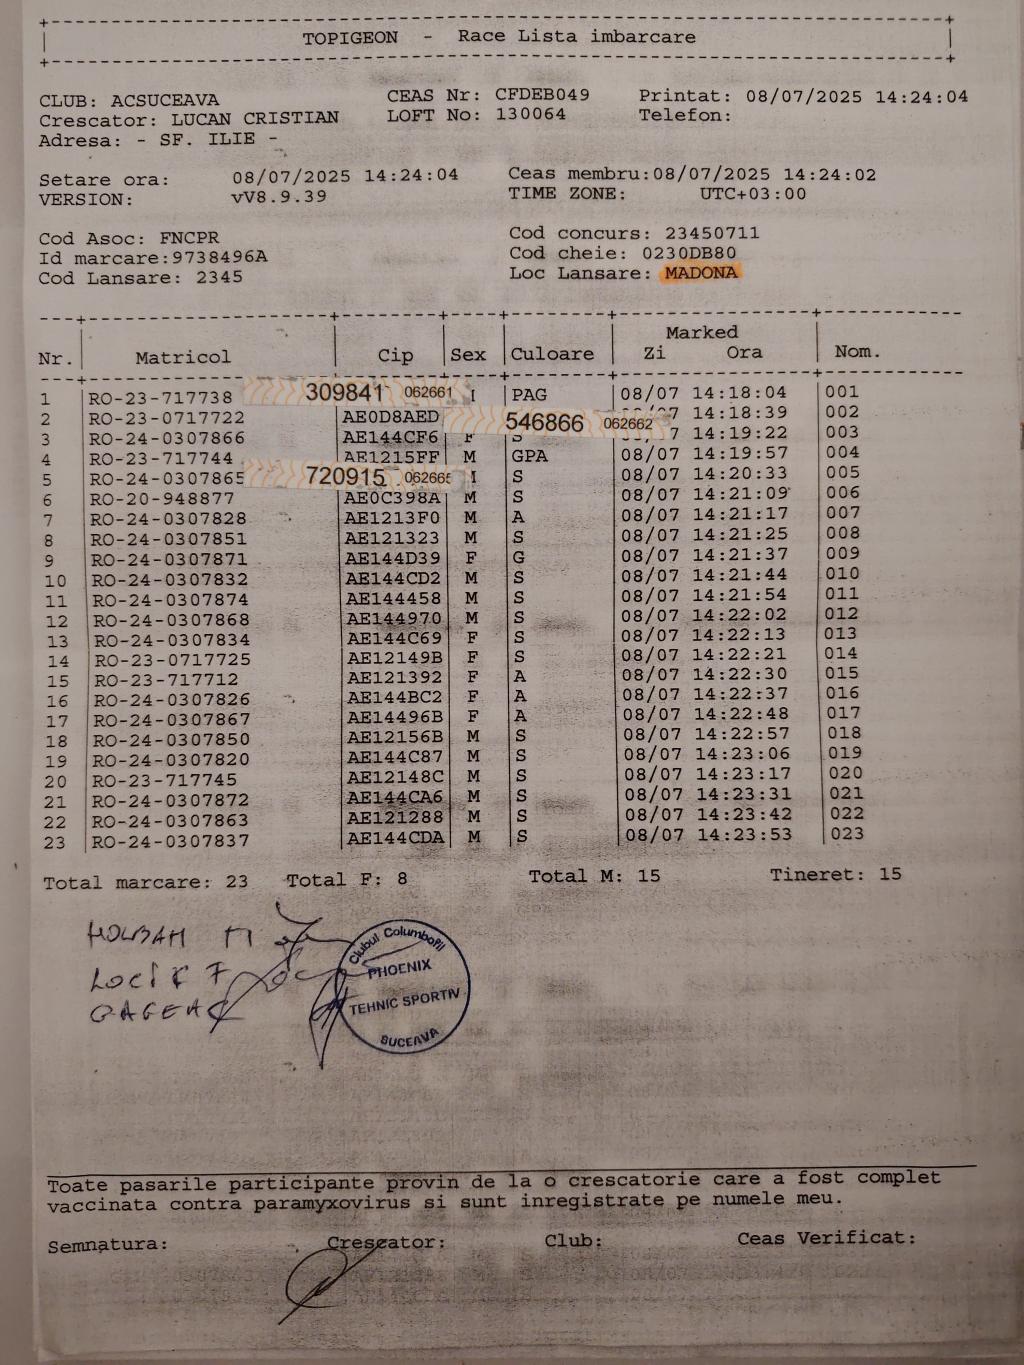 TOPIGEON - Race Lista imbarcare
CLUB: ACSUCEAVA CEAS Nr: CFDEB049 Printat: 08/07/2025 14:24:04
Crescator: LUCAN CRISTIAN LOFT No: 130064 Telefon:
Adresa: - SF. ILIE -
Setare ora: 08/07/2025 14:24:04 Ceas membru:08/07/2025 14:24:02
VERSION: vV8.9.39 TIME ZONE: UTC+03:00
Cod Asoc: FNCPR Cod concurs: 23450711
Id marcare:9738496A Cod cheie: 0230DB80
Cod Lansare: 2345 Loc Lansare: MADONA
Marked
Nr. Matricol Cip Sex Culoare Zi Ora Nom.
1 RO-23-717738 309841 062661 PAG 08/07 14:18:04 001
2 RO-23-0717722 AE0D8AED 546866 062662 14:18:39 002
3 RO-24-0307866 AE144CF6 F S 7 14:19:22 003
4 RO-23-717744 AE1215FF M GPA 08/07 14:19:57 004
5 RO-24-0307865 720915 S 08/07 14:20:33 005
6 RO-20-948877 AE0C398A M S 08/07 14:21:09 006
7 RO-24-0307828 AE1213F0 M A 08/07 14:21:17 007
8 RO-24-0307851 AE121323 M S 08/07 14:21:25 008
9 RO-24-0307871 AE144D39 F G 08/07 14:21:37 009
10 RO-24-0307832 AE144CD2 M S 08/07 14:21:44 010
11 RO-24-0307874 AE144458 M S 08/07 14:21:54 011
12 RO-24-0307868 AE144970 M S 08/07 14:22:02 012
13 RO-24-0307834 AE144C69 F S 08/07 14:22:13 013
14 RO-23-0717725 AE12149B F S 08/07 14:22:21 014
15 RO-23-717712 AE121392 F A 08/07 14:22:30 015
16 RO-24-0307826 AE144BC2 F A 08/07 14:22:37 016
17 RO-24-0307867 AE14496B F A 08/07 14:22:48 017
18 RO-24-0307850 AE12156B M S 08/07 14:22:57 018
19 RO-24-0307820 AE144C87 M S 08/07 14:23:06 019
20 RO-23-717745 AE12148C M S 08/07 14:23:17 020
21 RO-24-0307872 AE144CA6 M S 08/07 14:23:31 021
22 RO-24-0307863 AE121288 M S 08/07 14:23:42 022
23 RO-24-0307837 AE144CDA M S 08/07 14:23:53 023
Total marcare: 23 Total F: 8 Total M: 15 Tineret: 15
Clubul Columbofil
PHOENIX
TEHNIC SPORTIV
SUCEAVA
Toate pasarile participante provin de la o crescatorie care a fost complet
vaccinata contra paramyxovirus si sunt inregistrate pe numele meu.
Semnatura: Crescator: Club: Ceas Verificat: